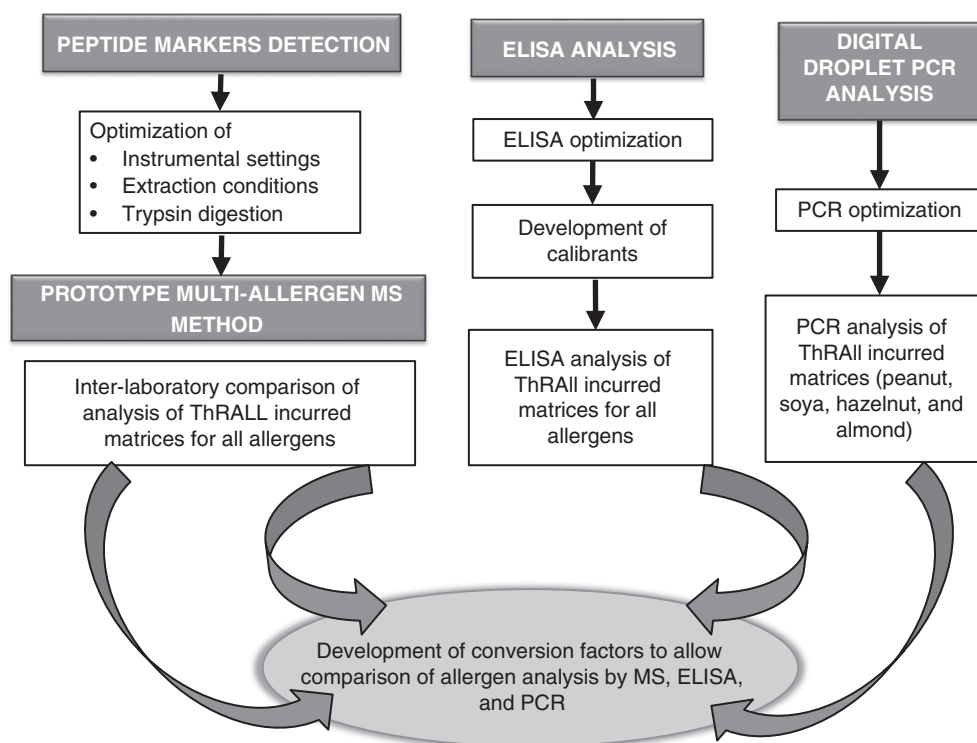 PEPTIDE MARKERS DETECTION
Optimization of
• Instrumental settings
• Extraction conditions
• Trypsin digestion
PROTOTYPE MULTI-ALLERGEN MS
METHOD
Inter-laboratory comparison of
analysis of ThRALL incurred
matrices for all allergens
ELISA ANALYSIS
ELISA optimization
Development of
calibrants
ELISA analysis of
ThRAll incurred
matrices for all
allergens
DIGITAL
DROPLET PCR
ANALYSIS
PCR optimization
PCR analysis of
ThRAll incurred
matrices (peanut,
soya, hazelnut, and
almond)
Development of conversion factors to allow
comparison of allergen analysis by MS, ELISA,
and PCR